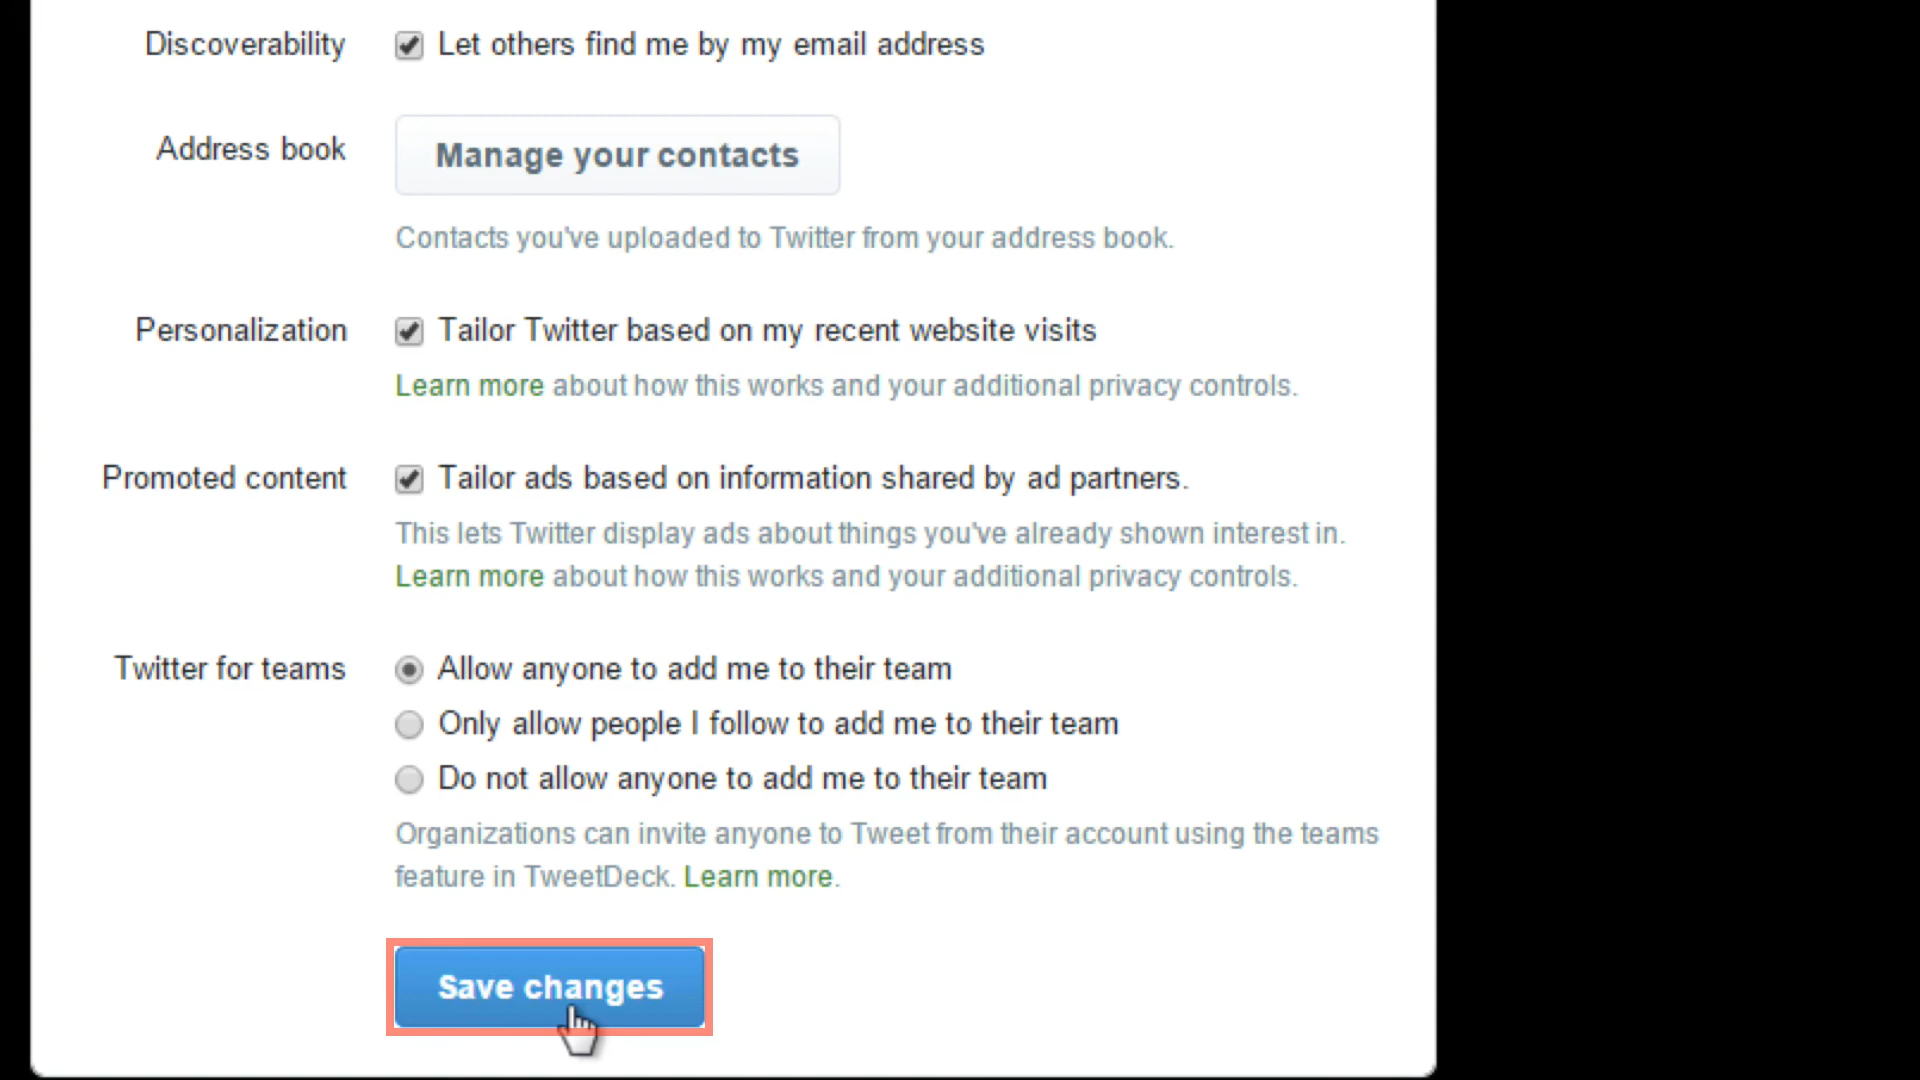 Discoverability Let others find me by my email address
Address book Manage your contacts
Contacts you've uploaded to Twitter from your address book.
Personalization Tailor Twitter based on my recent website visits
Learn more about how this works and your additional privacy controls.
Promoted content Tailor ads based on information shared by ad partners.
This lets Twitter display ads about things you've already shown interest in.
Learn more about how this works and your additional privacy controls.
Twitter for teams Allow anyone to add me to their team
Only allow people I follow to add me to their team
Do not allow anyone to add me to their team
Organizations can invite anyone to Tweet from their account using the teams
feature in TweetDeck. Learn more.
Save changes